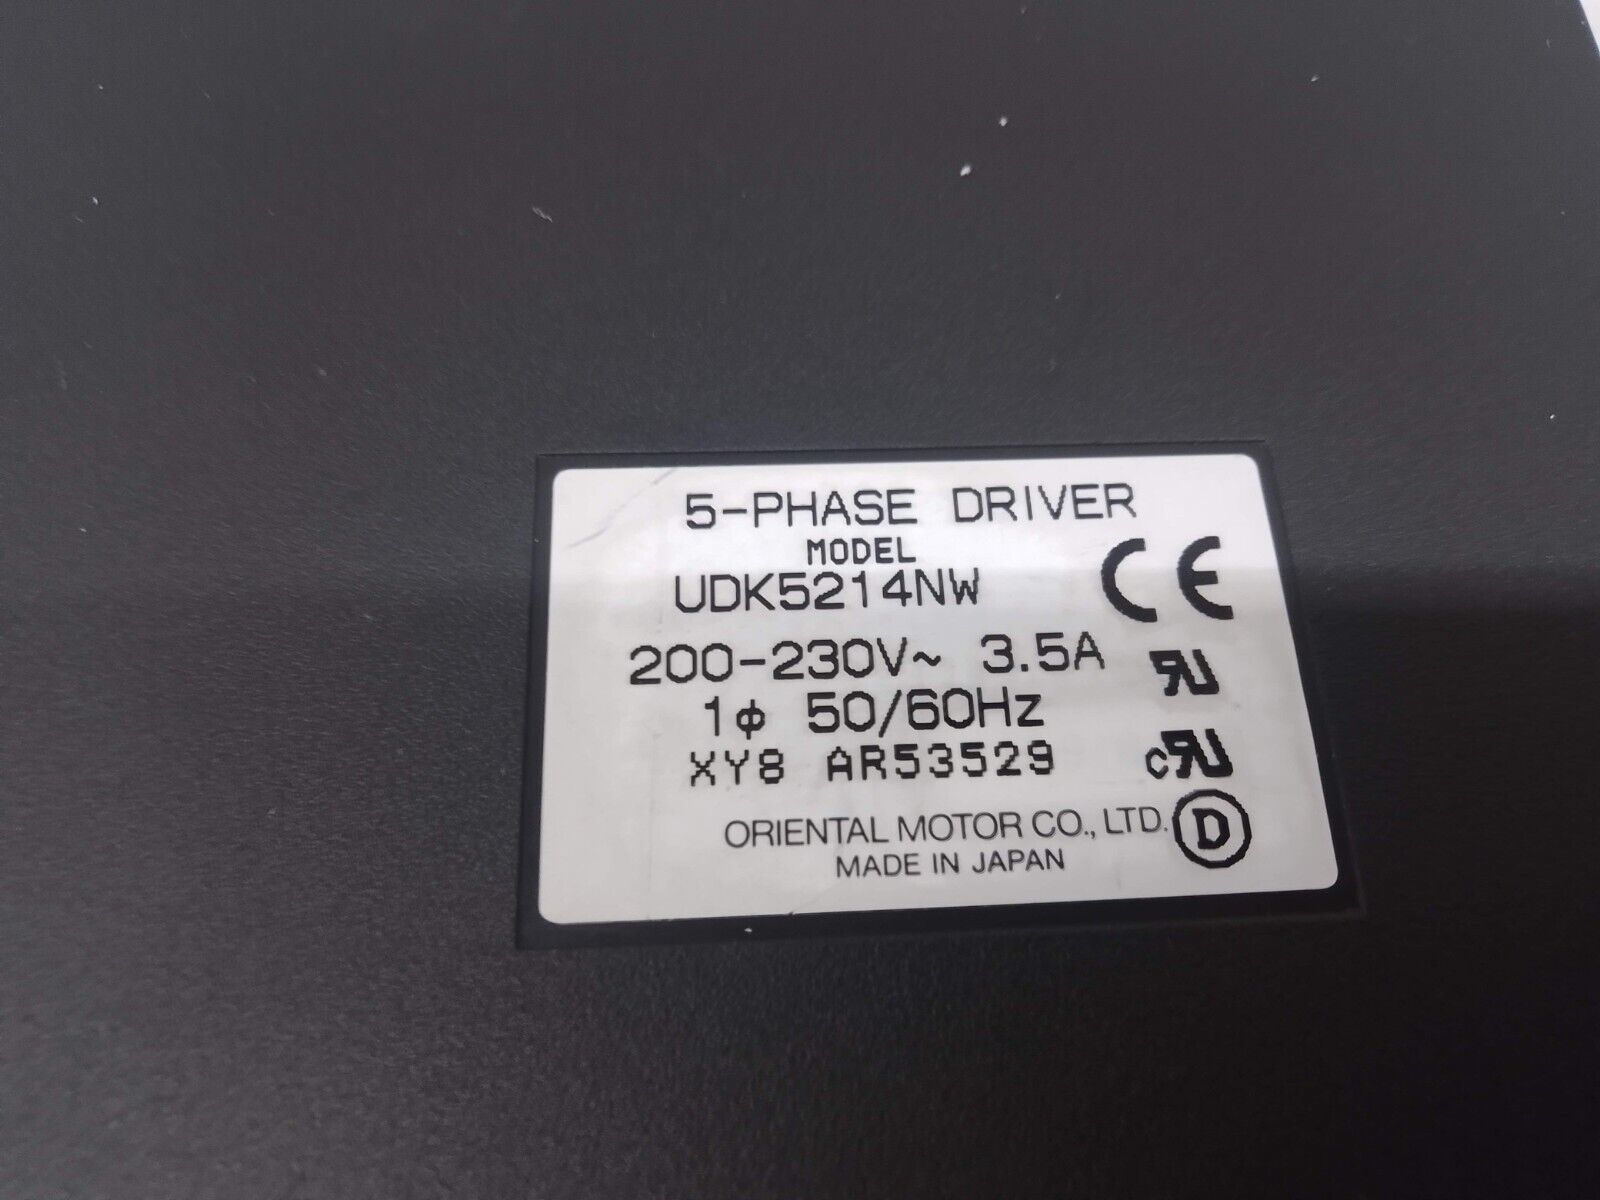 5-PHASE DRIVER
MODEL
UDK5214NW
CE
200-230V~ 3.5A
1ϕ 50/60Hz
XY8 AR53529
c
ORIENTAL MOTOR CO., LTD. D
MADE IN JAPAN